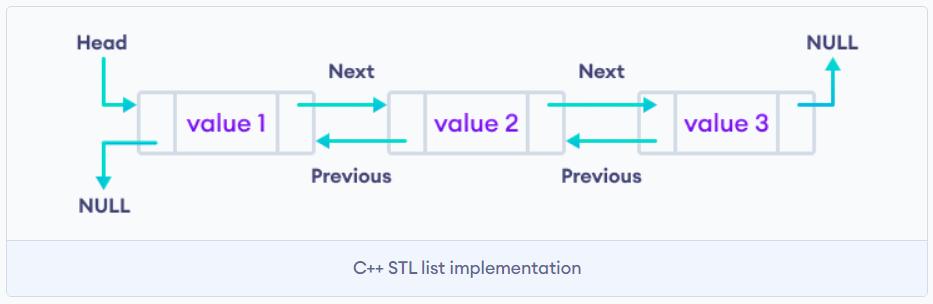 Head
NULL
Next
Next
value 1
value 2
value 3
Previous
Previous
NULL
C++ STL list implementation